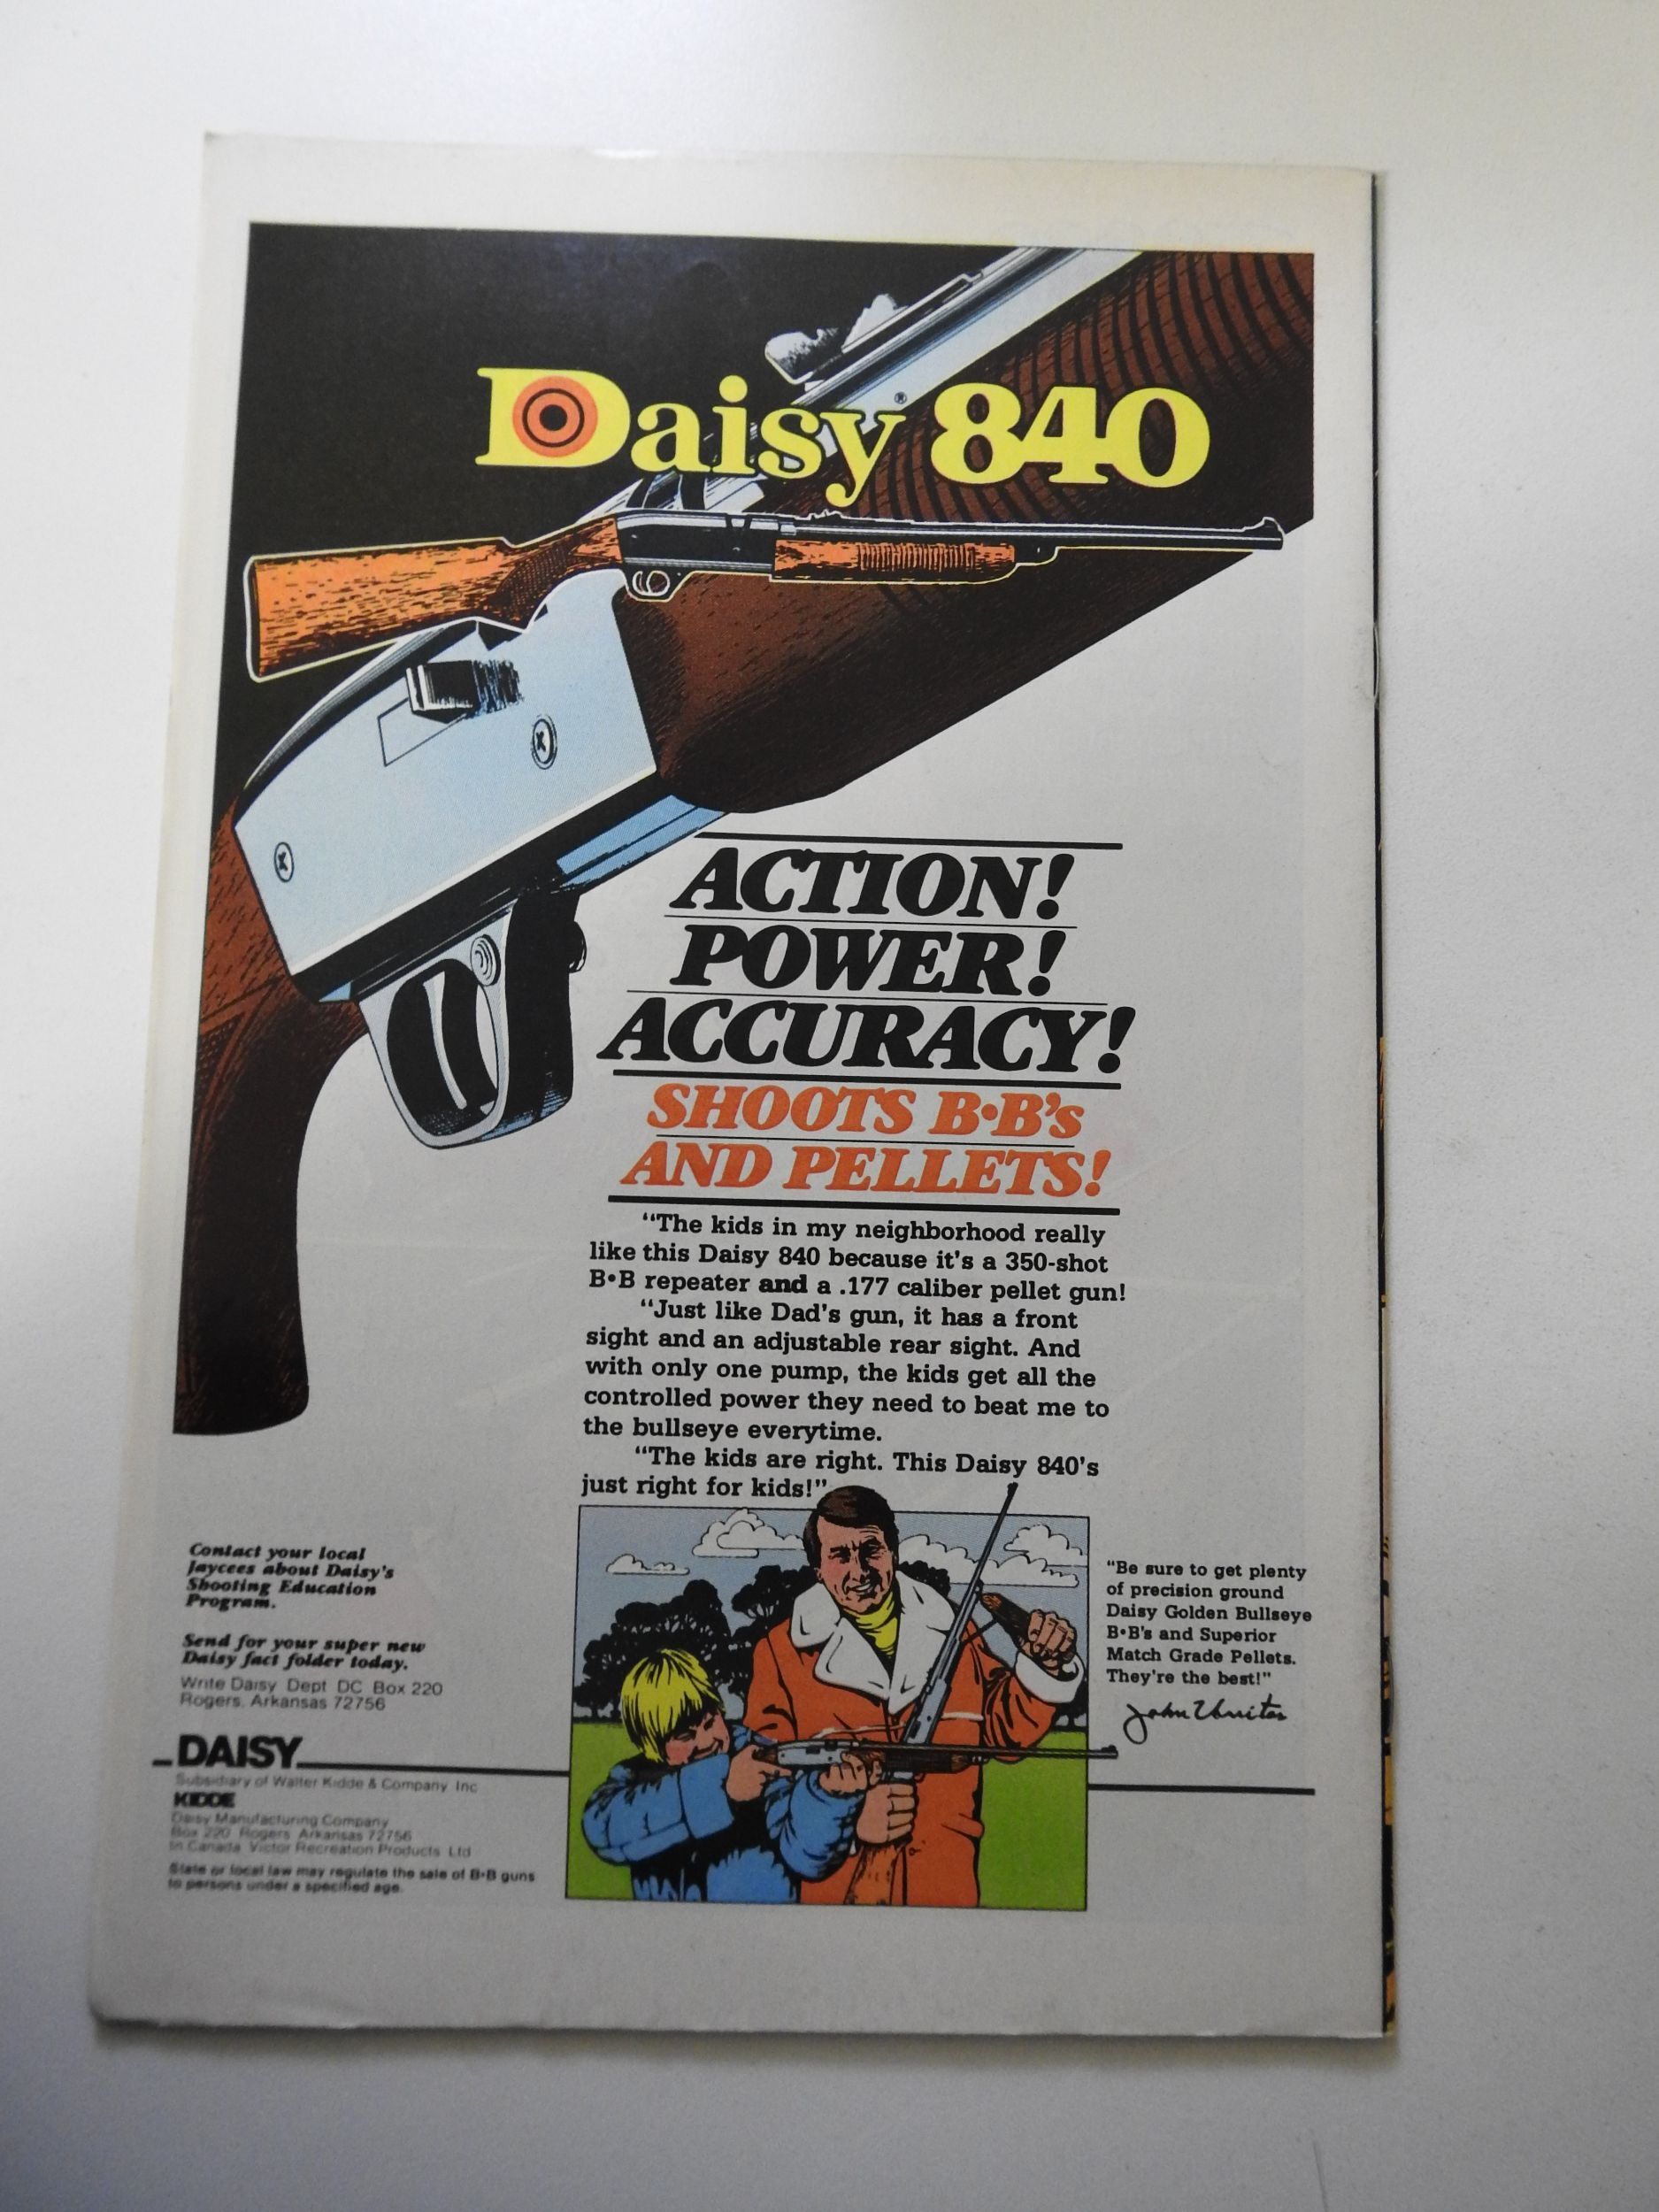 Daisy® 840
ACTION!
POWER!
ACCURACY!
SHOOTS B•B's
AND PELLETS!
"The kids in my neighborhood really
like this Daisy 840 because it's a 350-shot
B•B repeater and a .177 caliber pellet gun!
"Just like Dad's gun, it has a front
sight and an adjustable rear sight. And
with only one pump, the kids get all the
controlled power they need to beat me to
the bullseye everytime.
"The kids are right. This Daisy 840's
just right for kids!"
Contact your local
Jaycees about Daisy's
Shooting Education
Program.
Send for your super new
Daisy fact folder today.
Write Daisy Dept DC Box 220
Rogers, Arkansas 72756
DAISY
Subsidiary of Walter Kidde & Company Inc
KIDDE
Daisy Manufacturing Company
Box 220 Rogers Arkansas 72756
In Canada Victor Recreation Products Ltd
State or local law may regulate the sale of B•B guns
to persons under a specified age.
"Be sure to get plenty
of precision ground
Daisy Golden Bullseye
B•B's and Superior
Match Grade Pellets.
They're the best!"
John Unitas